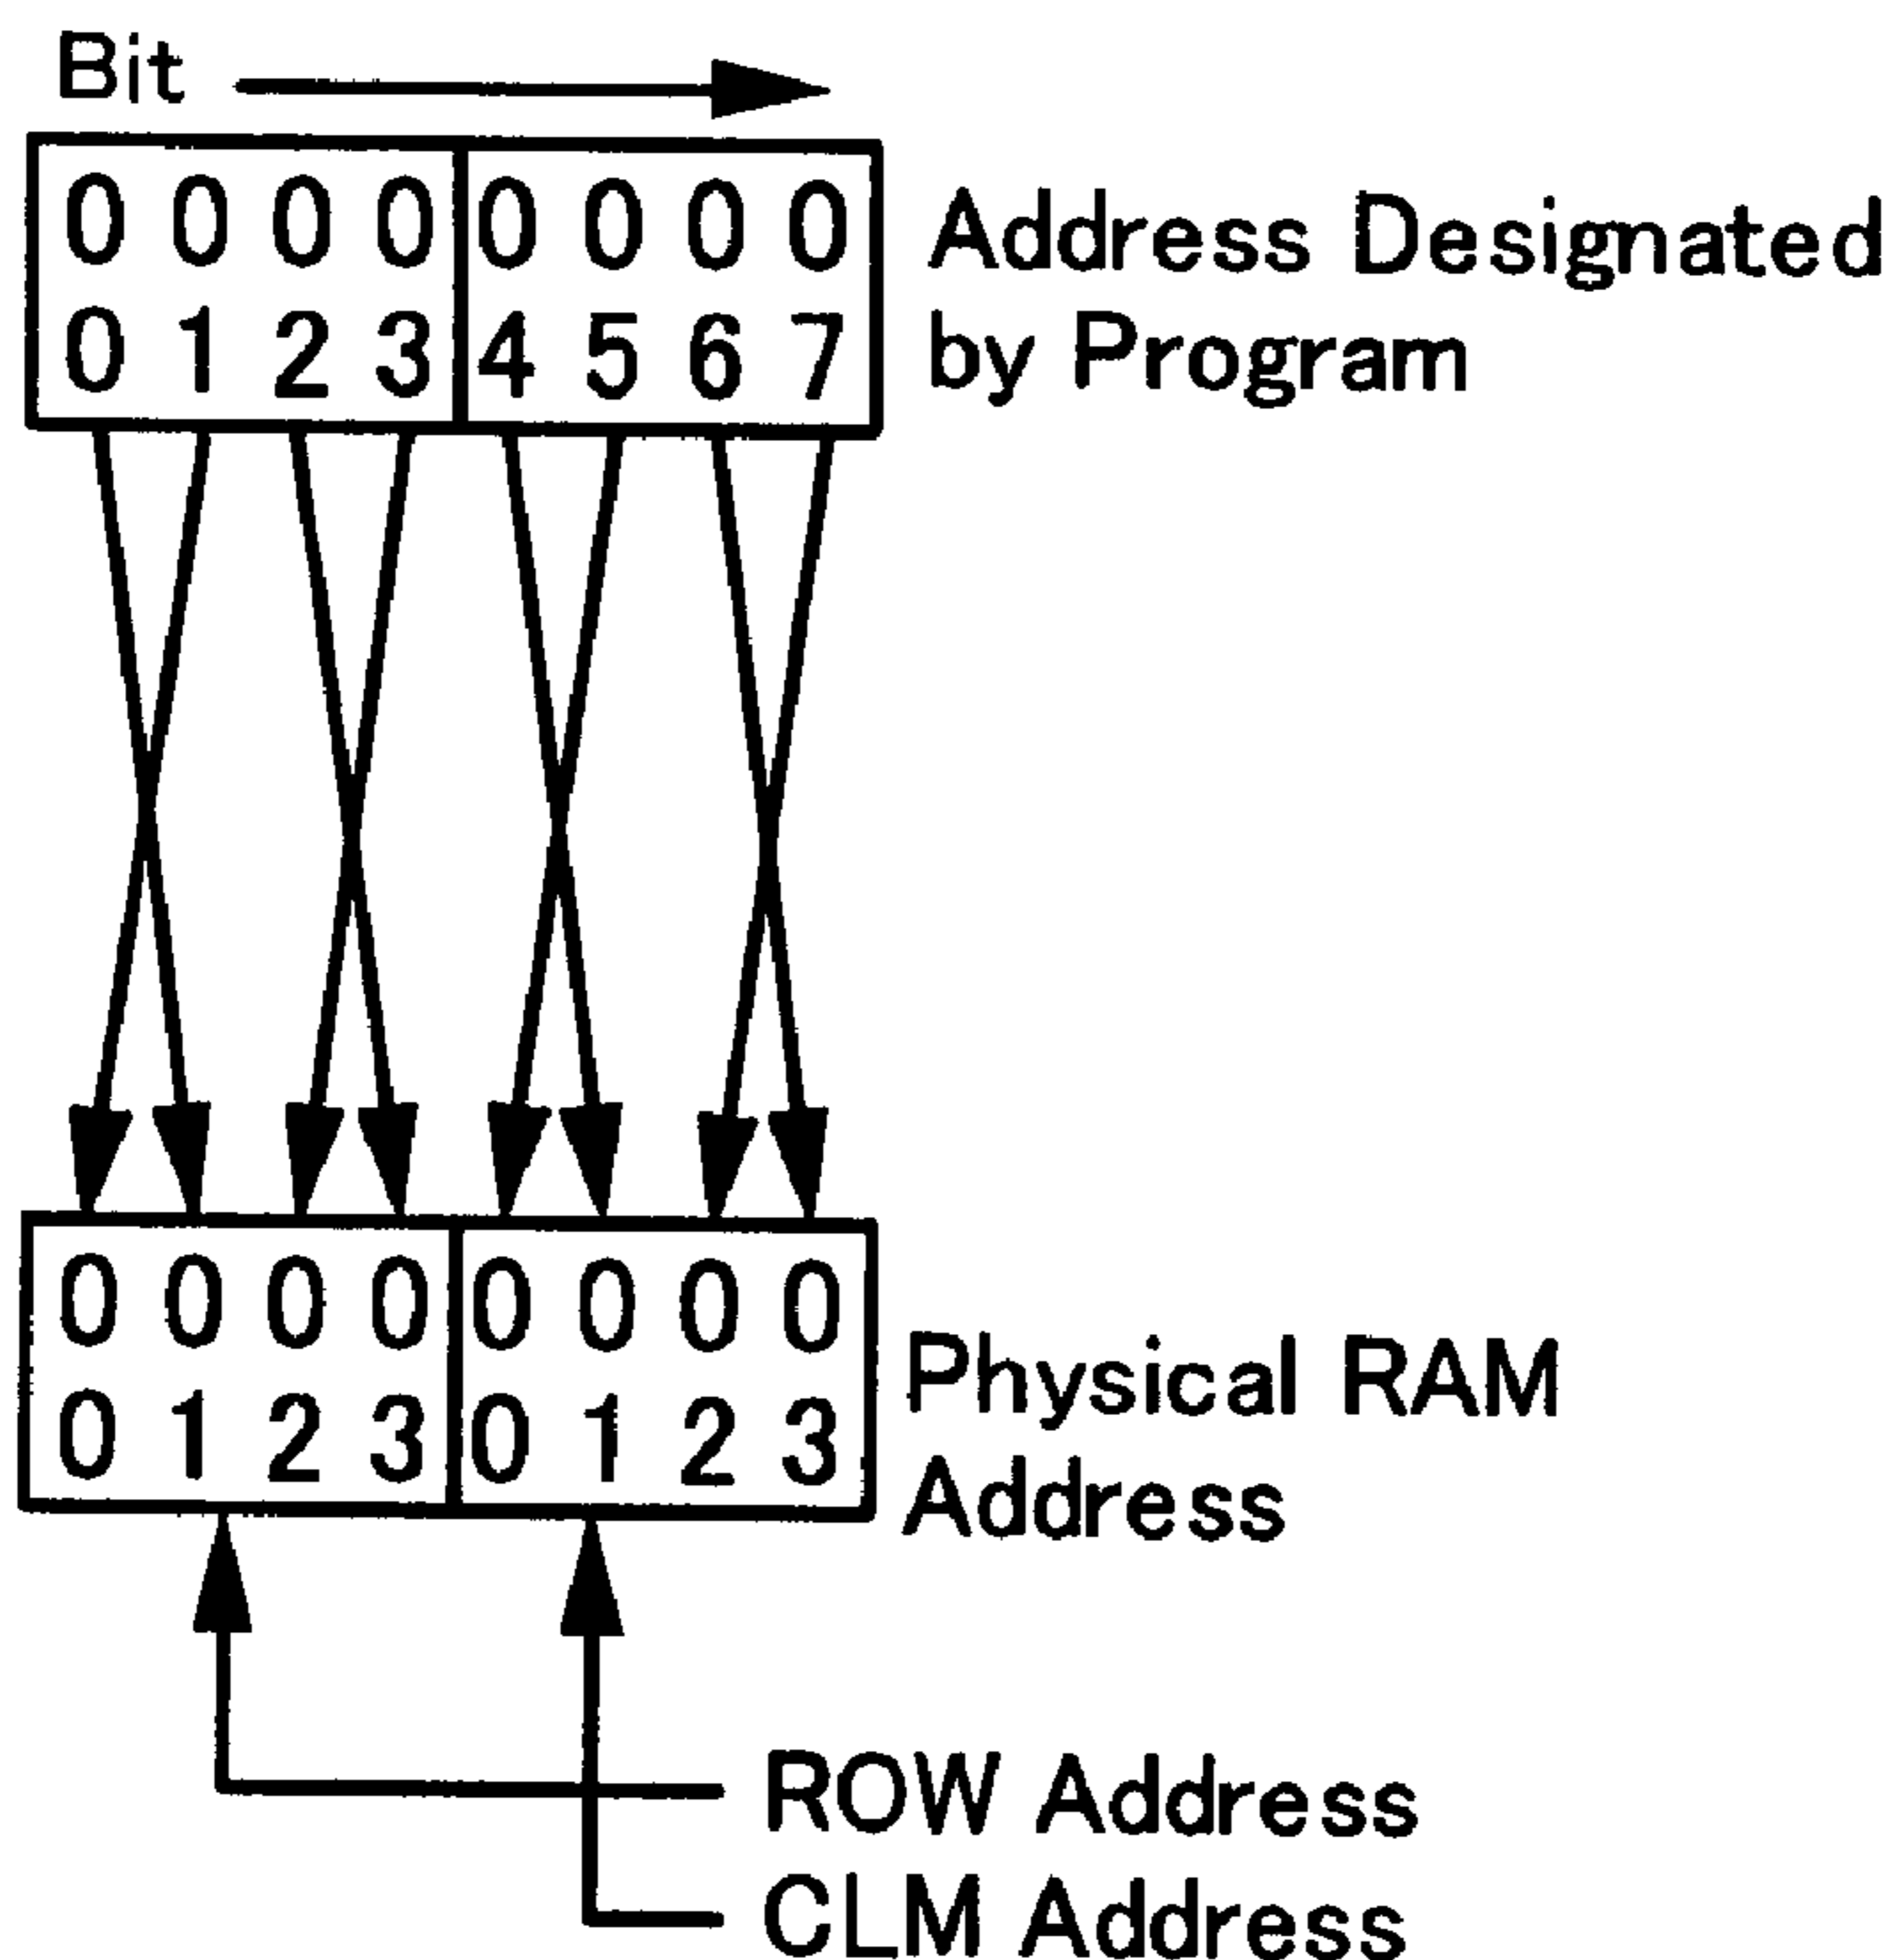 Bit
0 0 0 0 0 0 0 0
0 1 2 3 4 5 6 7
Address Designated
by Program
0 0 0 0 0 0 0 0
0 1 2 3 0 1 2 3
Physical RAM
Address
ROW Address
CLM Address